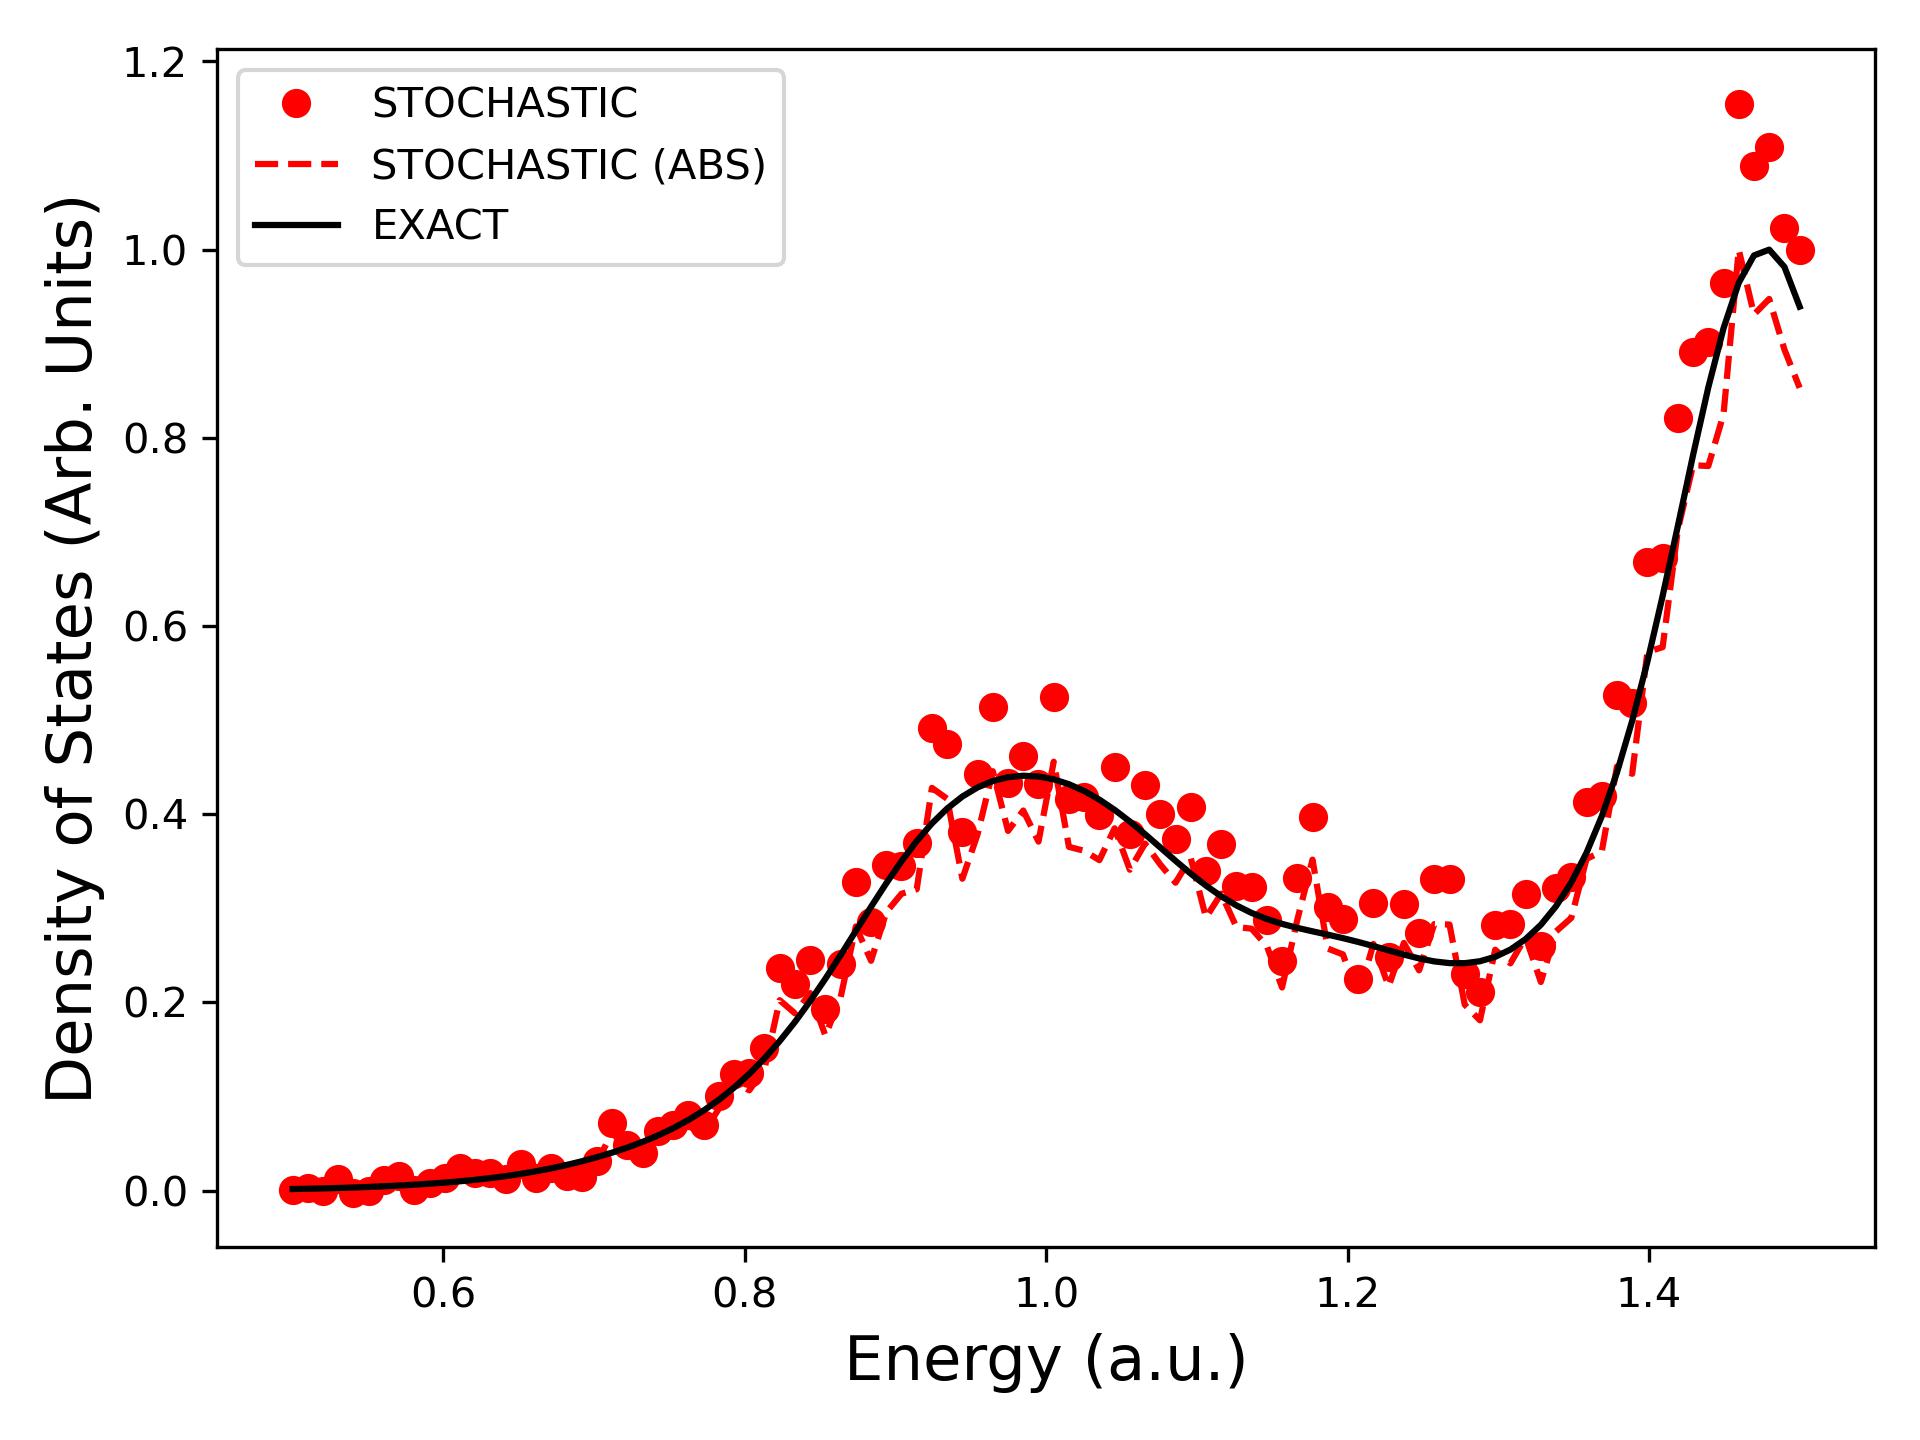 STOCHASTIC
STOCHASTIC (ABS)
EXACT
Density of States (Arb. Units)
1.2
1.0
0.8
0.6
0.4
0.2
0.0
0.6 0.8 1.0 1.2 1.4
Energy (a.u.)